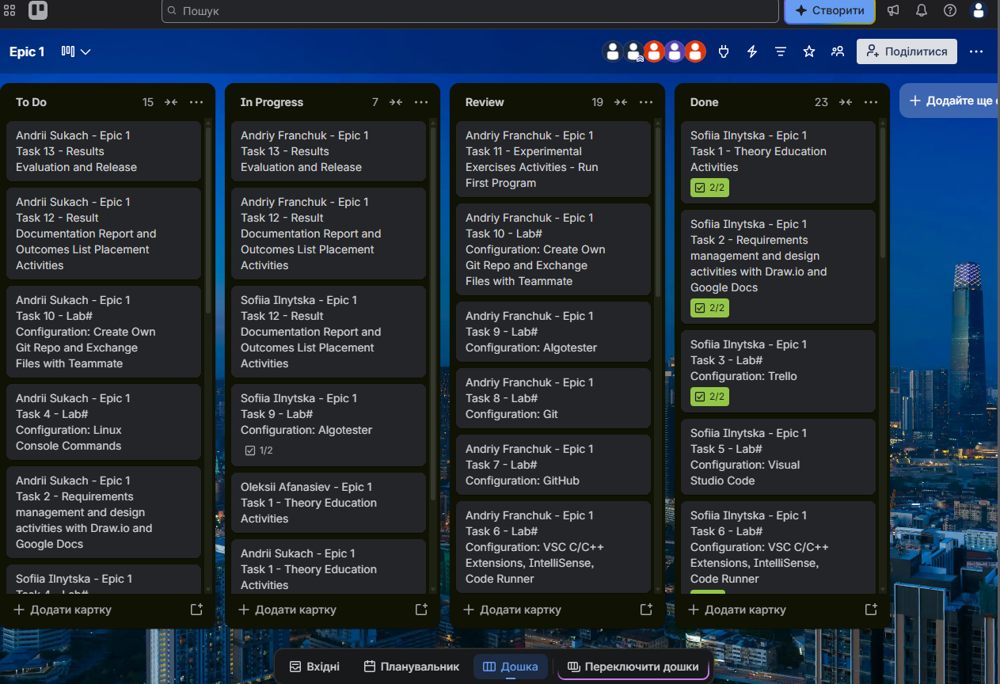 Пошук
Створити
Epic 1
Поділитися
To Do
15
Andrii Sukach - Epic 1
Task 13 - Results
Evaluation and Release
Andrii Sukach - Epic 1
Task 12 - Result
Documentation Report and
Outcomes List Placement
Activities
Andrii Sukach - Epic 1
Task 10 - Lab#
Configuration: Create Own
Git Repo and Exchange
Files with Teammate
Andrii Sukach - Epic 1
Task 4 - Lab#
Configuration: Linux
Console Commands
Andrii Sukach - Epic 1
Task 2 - Requirements
management and design
activities with Draw.io and
Google Docs
Sofiia Ilnytska - Epic 1
Task 4 - Lab#
Додати картку
In Progress
7
Andriy Franchuk - Epic 1
Task 13 - Results
Evaluation and Release
Andriy Franchuk - Epic 1
Task 12 - Result
Documentation Report and
Outcomes List Placement
Activities
Sofiia Ilnytska - Epic 1
Task 12 - Result
Documentation Report and
Outcomes List Placement
Activities
Sofiia Ilnytska - Epic 1
Task 9 - Lab#
Configuration: Algotester
1/2
Oleksii Afanasiev - Epic 1
Task 1 - Theory Education
Activities
Andrii Sukach - Epic 1
Task 1 - Theory Education
Activities
Додати картку
Review
19
Andriy Franchuk - Epic 1
Task 11 - Experimental
Exercises Activities - Run
First Program
Andriy Franchuk - Epic 1
Task 10 - Lab#
Configuration: Create Own
Git Repo and Exchange
Files with Teammate
Andriy Franchuk - Epic 1
Task 9 - Lab#
Configuration: Algotester
Andriy Franchuk - Epic 1
Task 8 - Lab#
Configuration: Git
Andriy Franchuk - Epic 1
Task 7 - Lab#
Configuration: GitHub
Andriy Franchuk - Epic 1
Task 6 - Lab#
Configuration: VSC C/C++
Extensions, IntelliSense,
Code Runner
Додати картку
Done
23
Sofiia Ilnytska - Epic 1
Task 1 - Theory Education
Activities
2/2
Sofiia Ilnytska - Epic 1
Task 2 - Requirements
management and design
activities with Draw.io and
Google Docs
2/2
Sofiia Ilnytska - Epic 1
Task 3 - Lab#
Configuration: Trello
2/2
Sofiia Ilnytska - Epic 1
Task 5 - Lab#
Configuration: Visual
Studio Code
Sofiia Ilnytska - Epic 1
Task 6 - Lab#
Configuration: VSC C/C++
Extensions, IntelliSense,
Code Runner
Додати картку
Додайте ще
Вхідні
Планувальник
Дошка
Переключити дошки